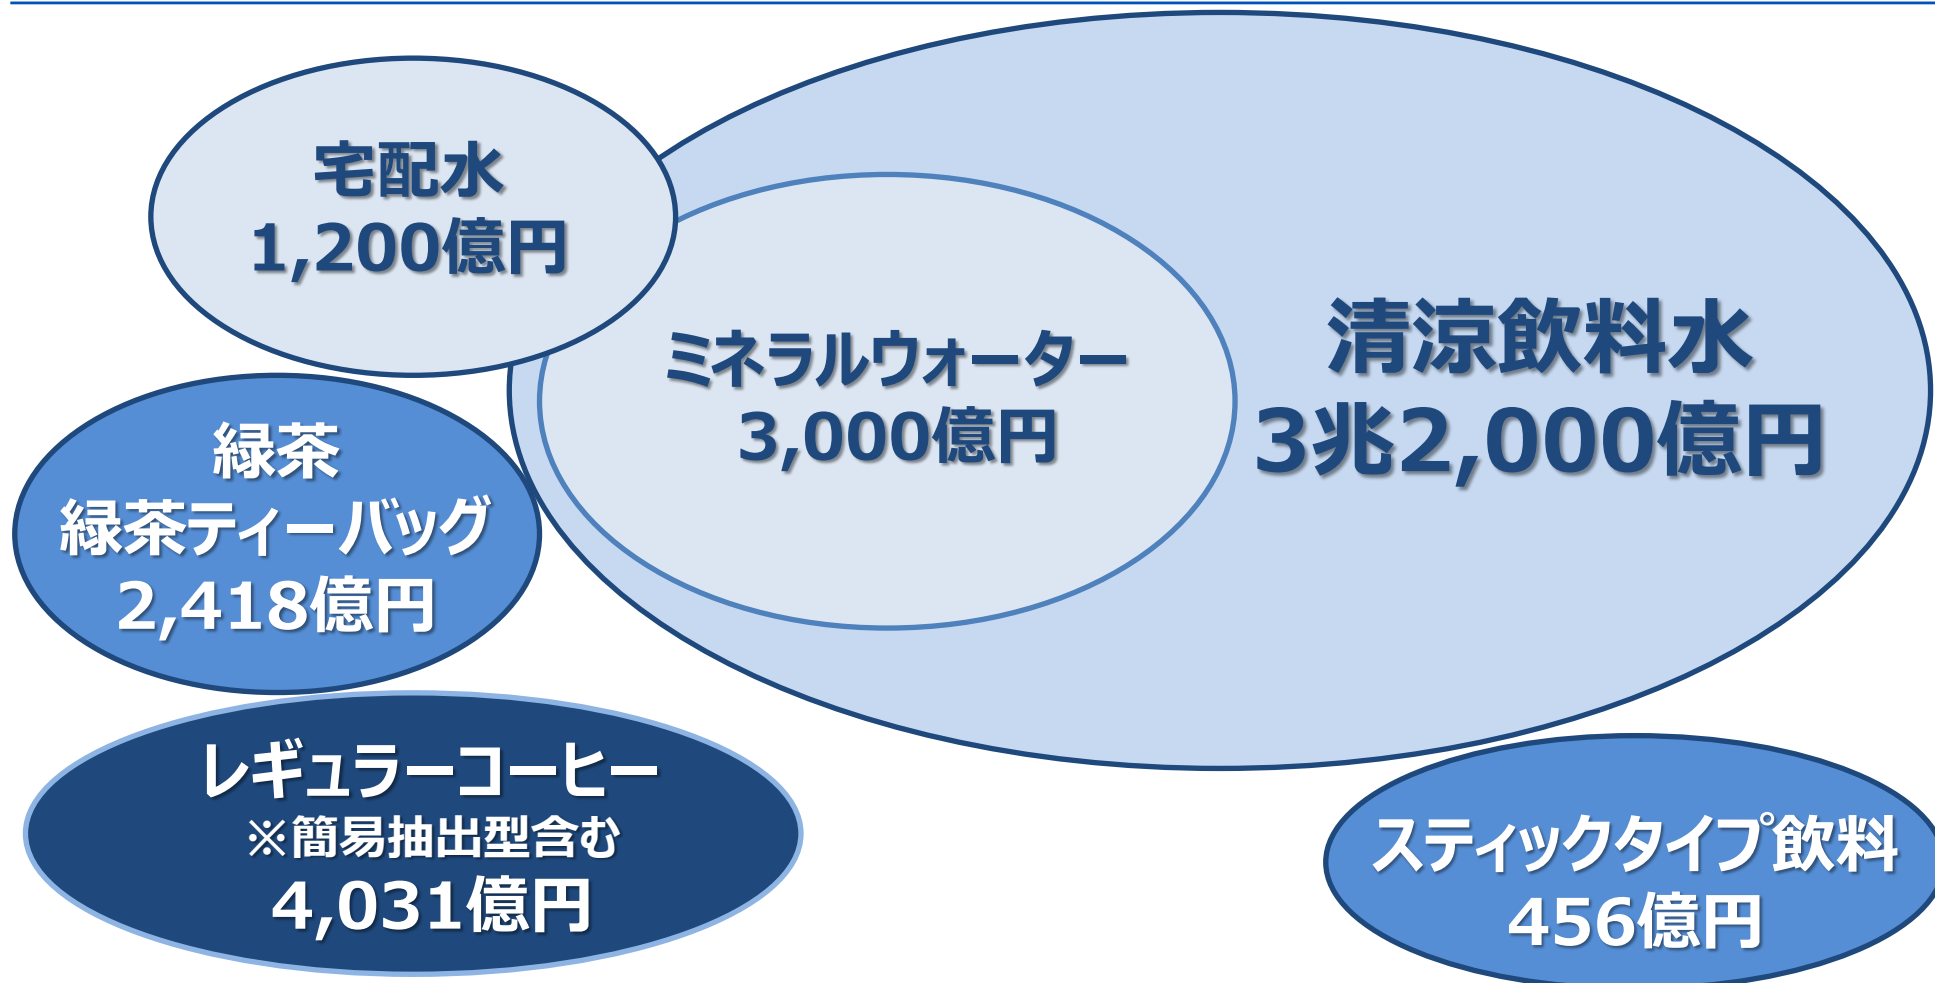 宅配水
1,200億円
ミネラルウォーター
3,000億円
清涼飲料水
3兆2,000億円
緑茶
緑茶ティーバッグ
2,418億円
レギュラーコーヒー
※簡易抽出型含む
4,031億円
スティックタイプ飲料
456億円